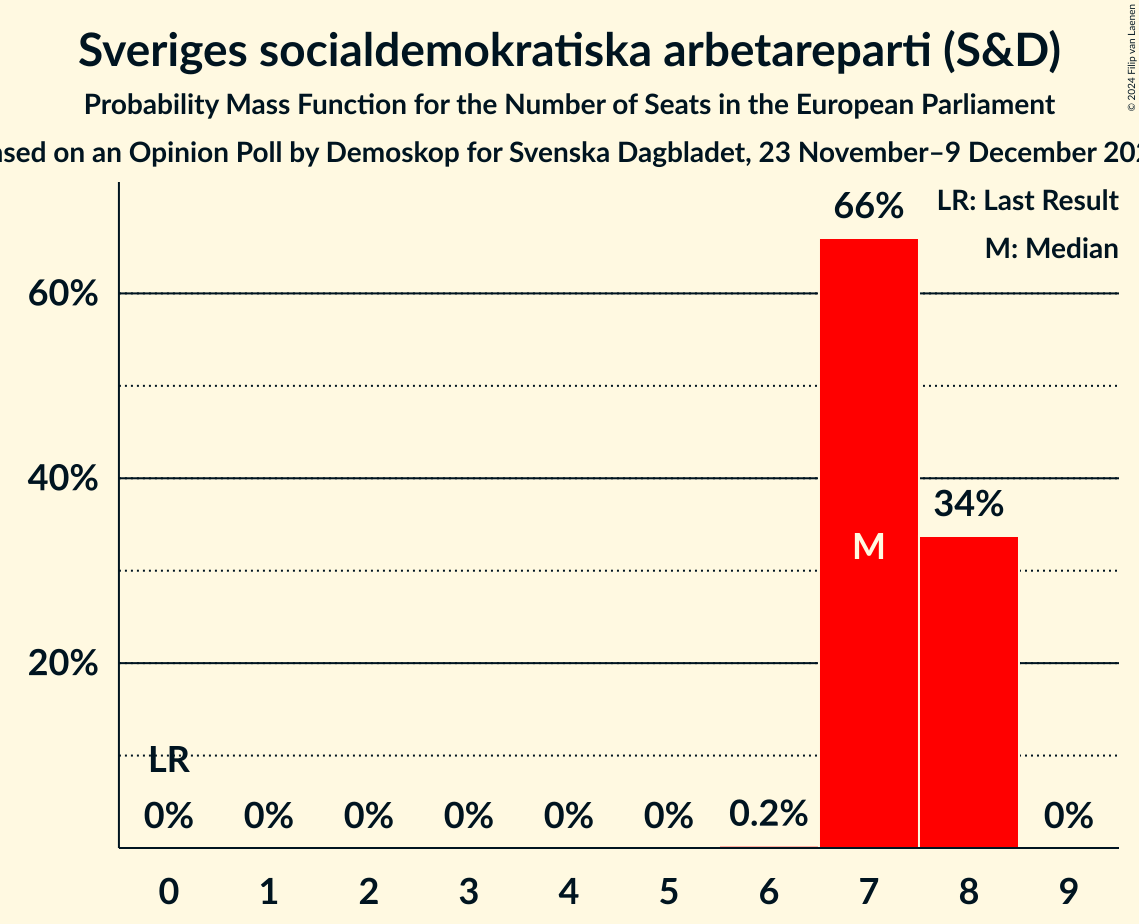 Sveriges socialdemokratiska arbetareparti (S&D)
Probability Mass Function for the Number of Seats in the European Parliament
on an Opinion Poll by Demoskop for Svenska Dagbladet, 23 November–9 December
© 2024 Filip van Laenen
LR: Last Result
M: Median
66%
60%
40%
34%
M
20%
LR
0% 0% 0% 0% 0% 0% 0.2% 0%
0 1 2 3 4 5 6 7 8 9